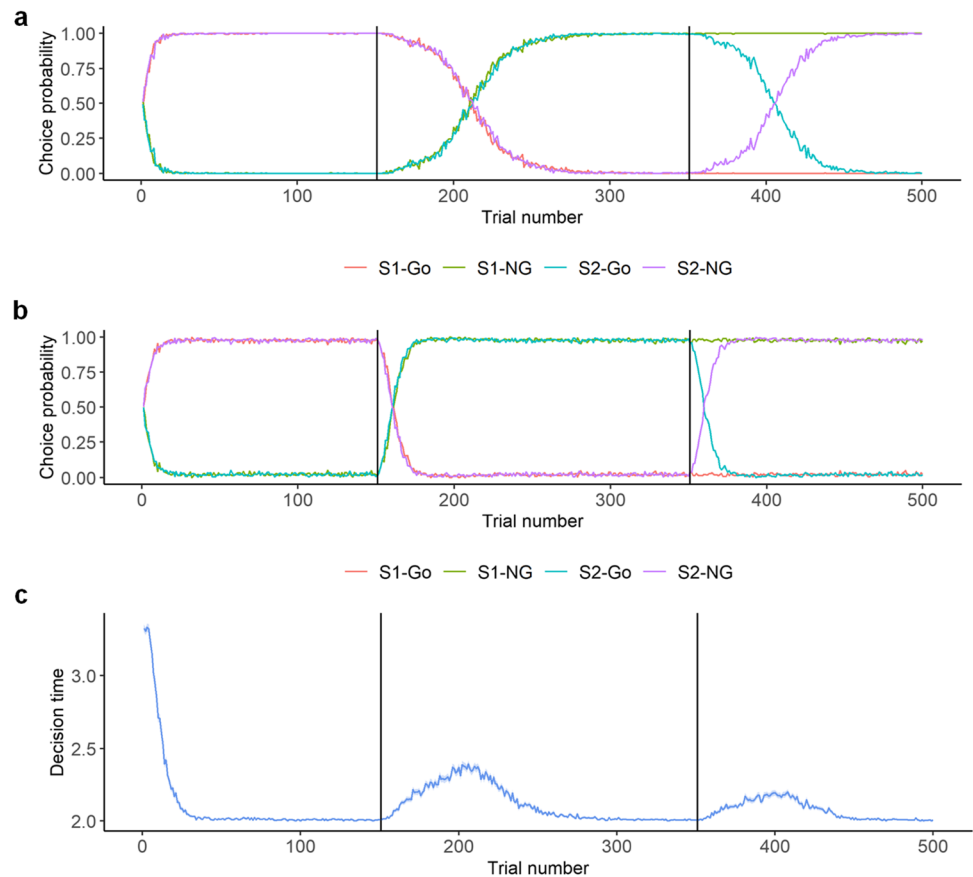 a
Choice probability
1.00
0.75
0.50
0.25
0.00
0 100 200 300 400 500
Trial number
S1-Go S1-NG S2-Go S2-NG
b
Choice probability
1.00
0.75
0.50
0.25
0.00
0 100 200 300 400 500
Trial number
S1-Go S1-NG S2-Go S2-NG
c
Decision time
3.0
2.5
2.0
0 100 200 300 400 500
Trial number